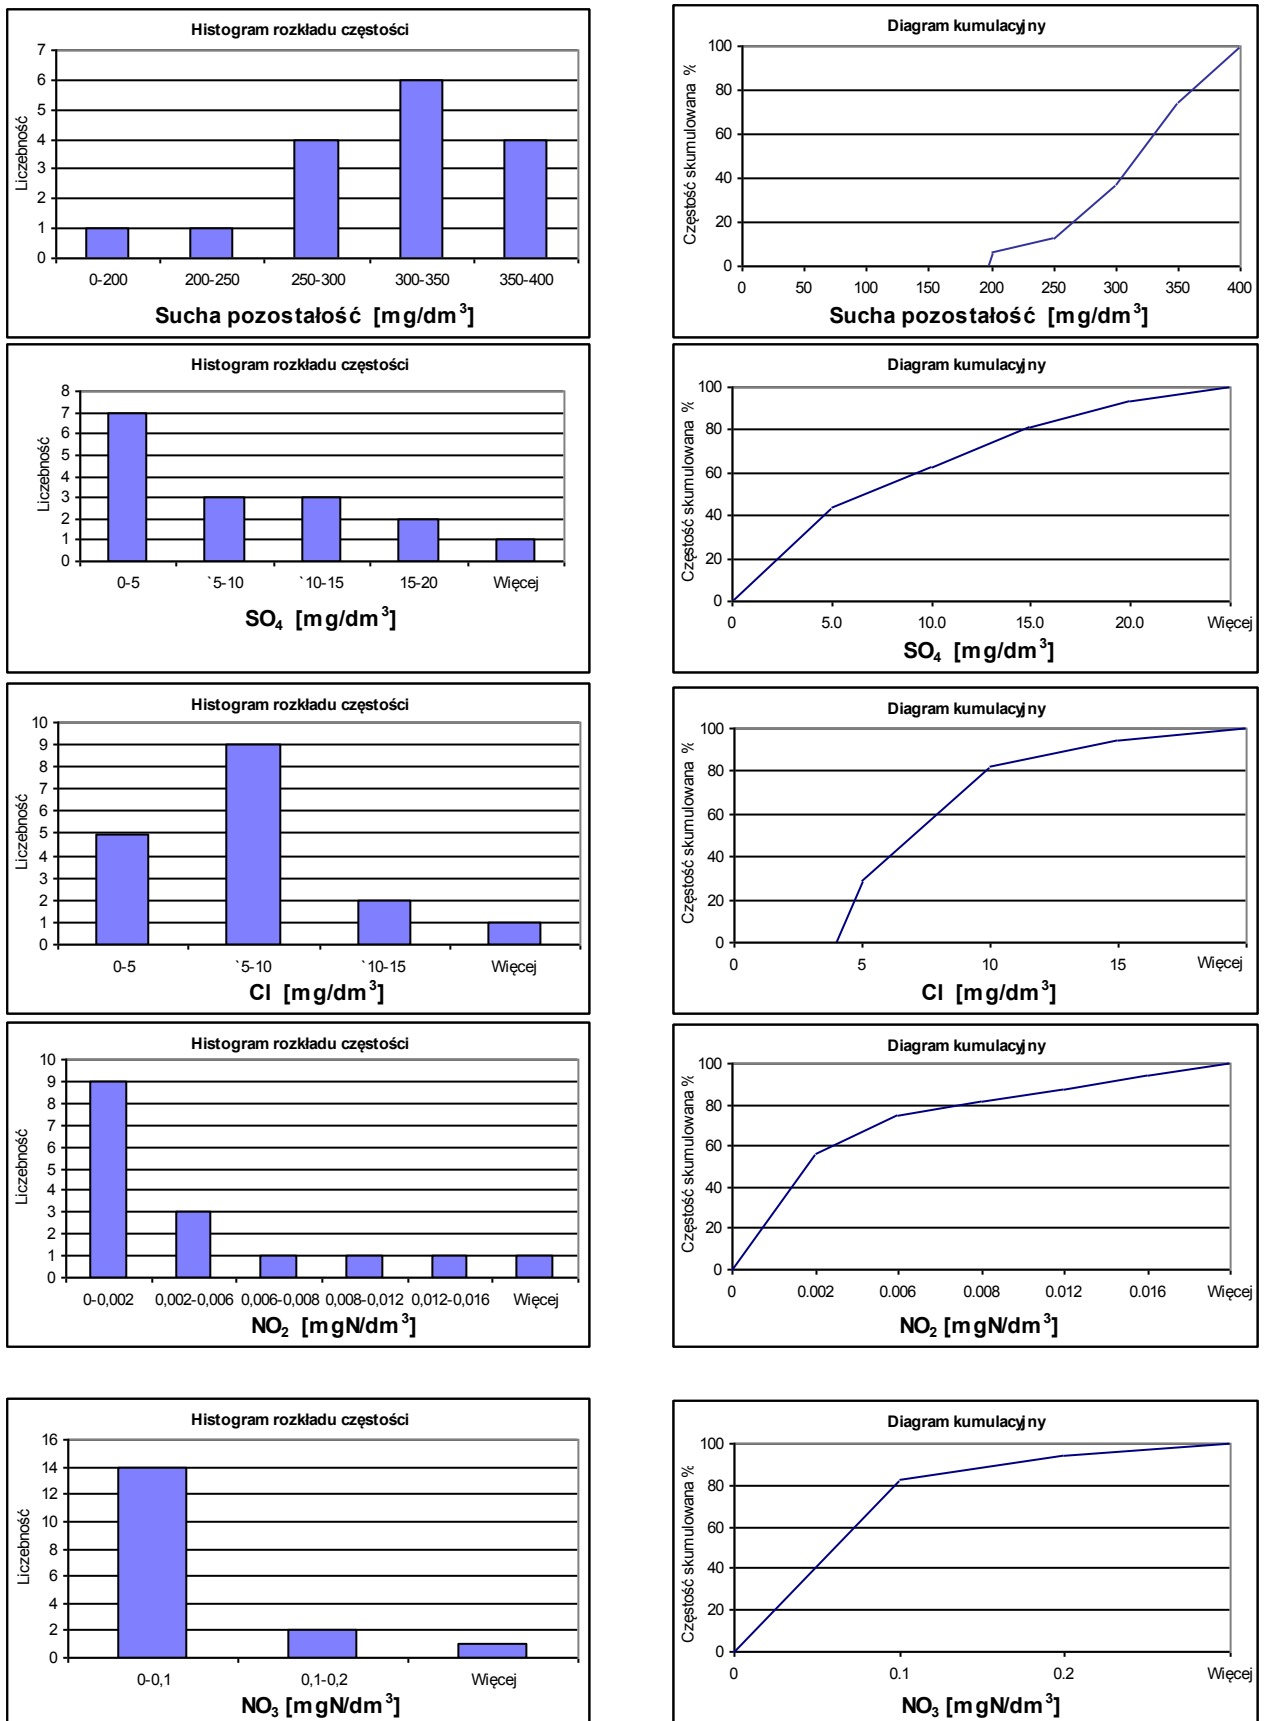 Histogram rozkładu częstości
Liczebność
7
6
5
4
3
2
1
0
0-200 200-250 250-300 300-350 350-400
Sucha pozostałość [mg/dm³]
Diagram kumulacyjny
Częstość skumulowana %
100
80
60
40
20
0
0 50 100 150 200 250 300 350 400
Sucha pozostałość [mg/dm³]
Histogram rozkładu częstości
Liczebność
8
7
6
5
4
3
2
1
0
0-5 `5-10 `10-15 15-20 Więcej
SO₄ [mg/dm³]
Diagram kumulacyjny
Częstość skumulowana %
100
80
60
40
20
0
0 5.0 10.0 15.0 20.0 Więcej
SO₄ [mg/dm³]
Histogram rozkładu częstości
Liczebność
10
9
8
7
6
5
4
3
2
1
0
0-5 `5-10 `10-15 Więcej
Cl [mg/dm³]
Diagram kumulacyjny
Częstość skumulowana %
100
80
60
40
20
0
0 5 10 15 Więcej
Cl [mg/dm³]
Histogram rozkładu częstości
Liczebność
10
9
8
7
6
5
4
3
2
1
0
0-0,002 0,002-0,006 0,006-0,008 0,008-0,012 0,012-0,016 Więcej
NO₂ [mgN/dm³]
Diagram kumulacyjny
Częstość skumulowana %
100
80
60
40
20
0
0 0.002 0.006 0.008 0.012 0.016 Więcej
NO₂ [mgN/dm³]
Histogram rozkładu częstości
Liczebność
16
14
12
10
8
6
4
2
0
0-0,1 0,1-0,2 Więcej
NO₃ [mgN/dm³]
Diagram kumulacyjny
Częstość skumulowana %
100
80
60
40
20
0
0 0.1 0.2 Więcej
NO₃ [mgN/dm³]